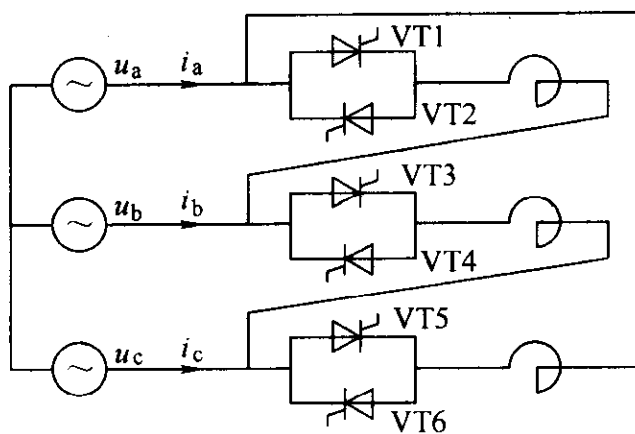 VT1
u_a i_a
VT2
VT3
u_b i_b
VT4
VT5
u_c i_c
VT6